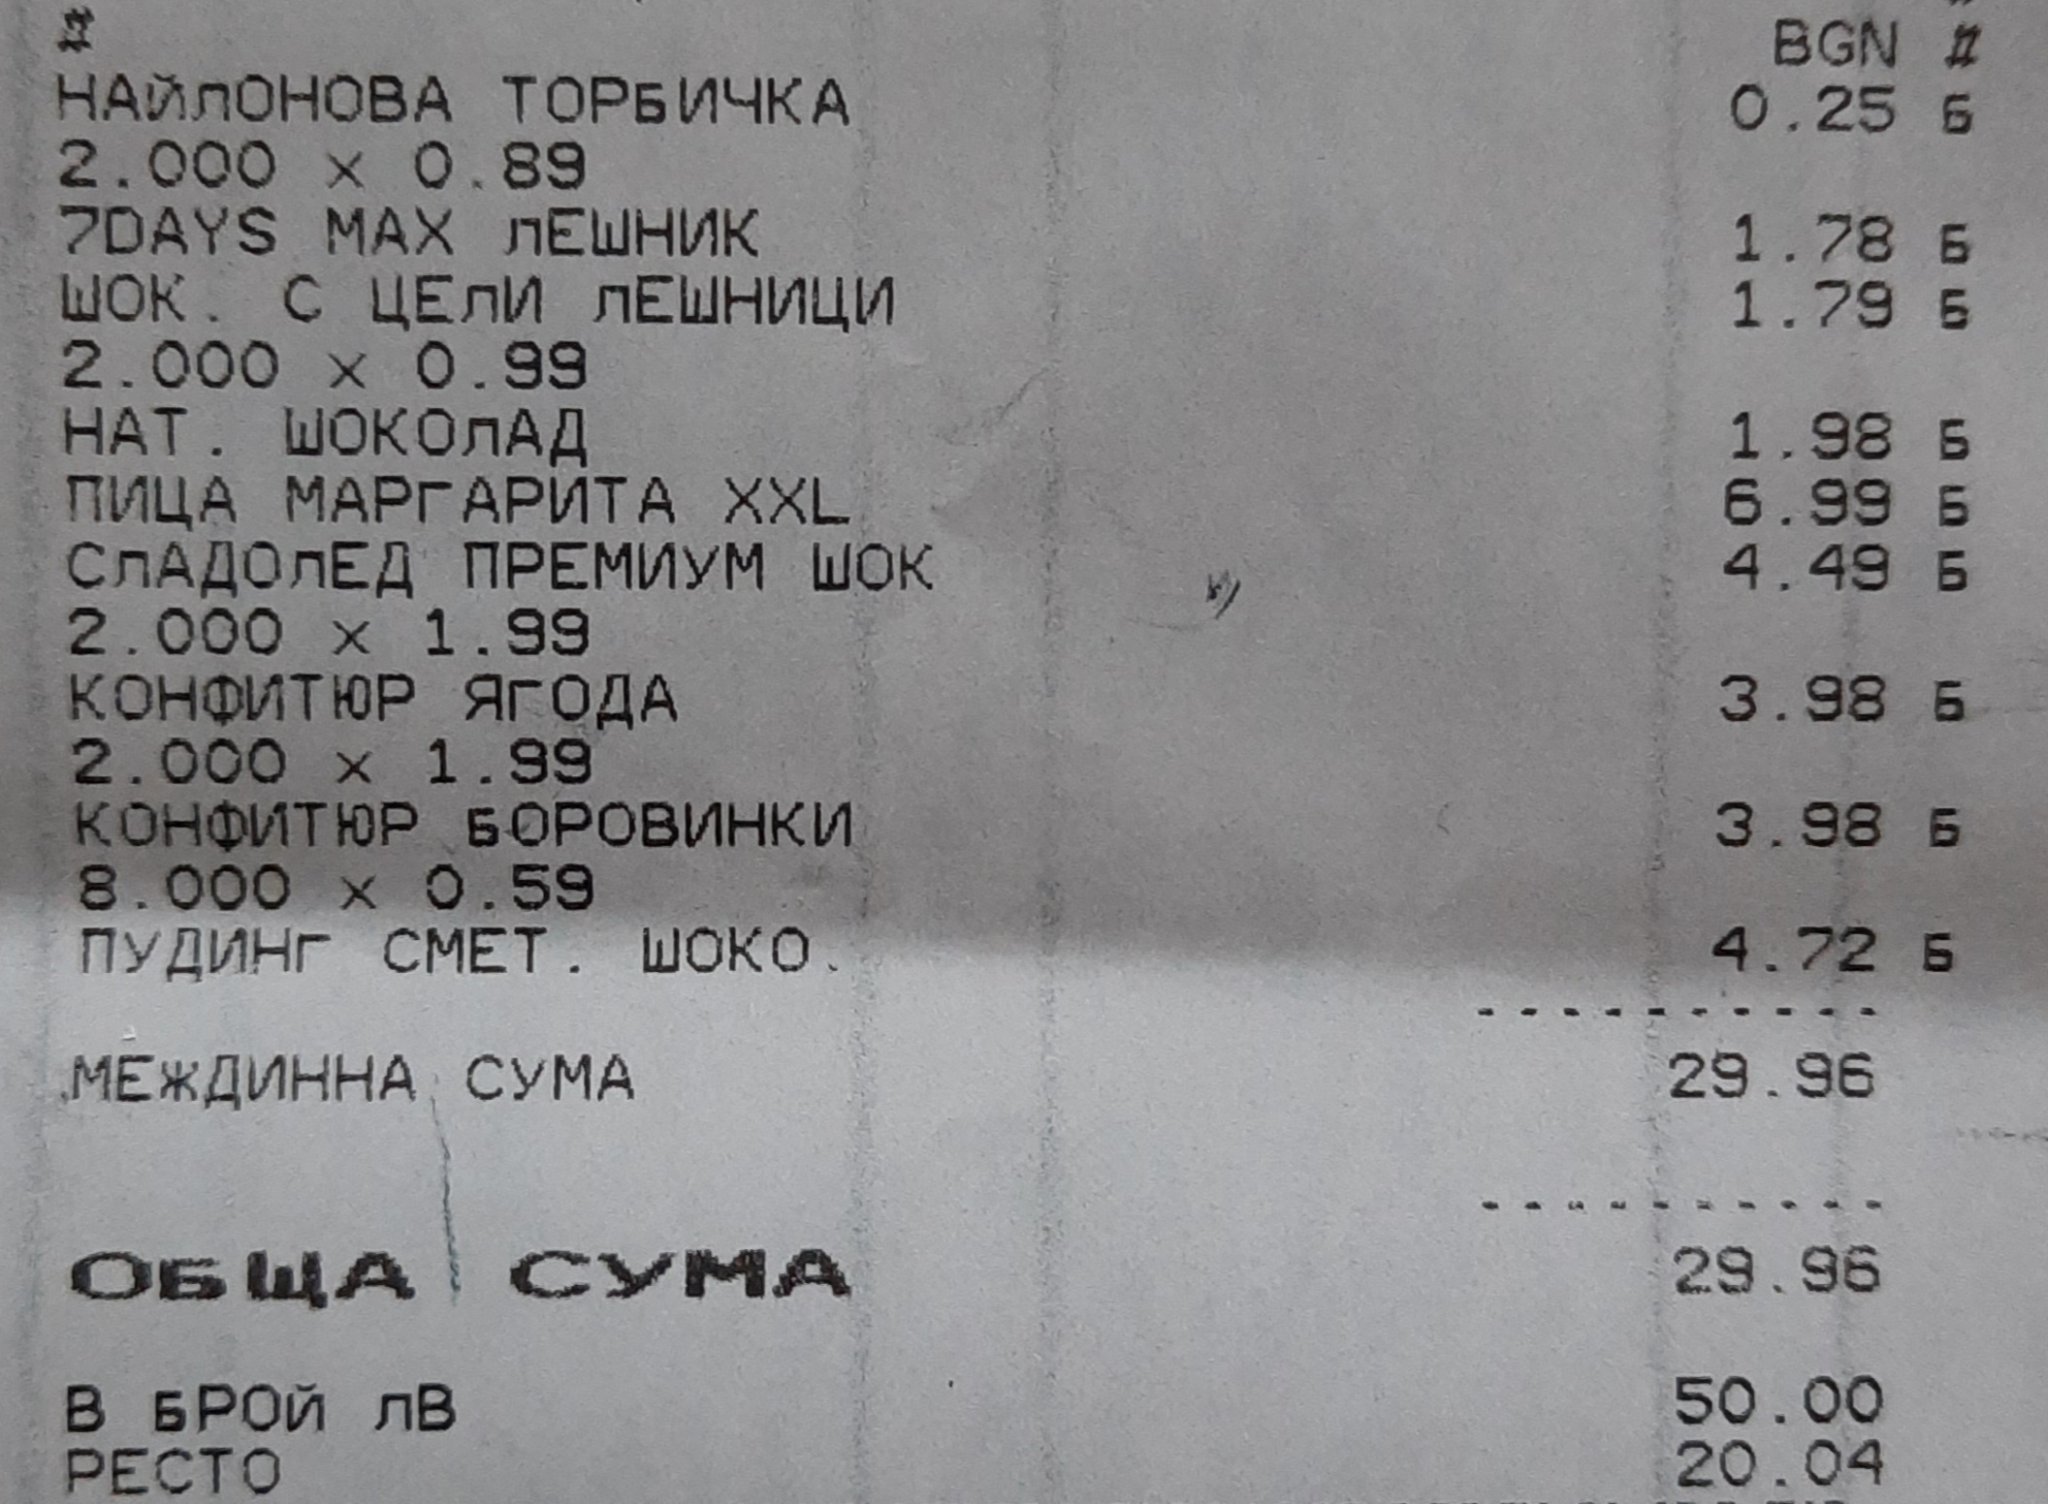 # BGN #
НАЙЛОНОВА ТОРБИЧКА 0.25 Б
2.000 x 0.89
7DAYS MAX ЛЕШНИК 1.78 Б
ШОК. С ЦЕЛИ ЛЕШНИЦИ 1.79 Б
2.000 x 0.99
НАТ. ШОКОЛАД 1.98 Б
ПИЦА МАРГАРИТА XXL 6.99 Б
СЛАДОЛЕД ПРЕМИУМ ШОК 4.49 Б
2.000 x 1.99
КОНФИТЮР ЯГОДА 3.98 Б
2.000 x 1.99
КОНФИТЮР БОРОВИНКИ 3.98 Б
8.000 x 0.59
ПУДИНГ СМЕТ. ШОКО. 4.72 Б
----------
МЕЖДИННА СУМА 29.96
----------
ОБЩА СУМА 29.96
В БРОЙ ЛВ 50.00
РЕСТО 20.04